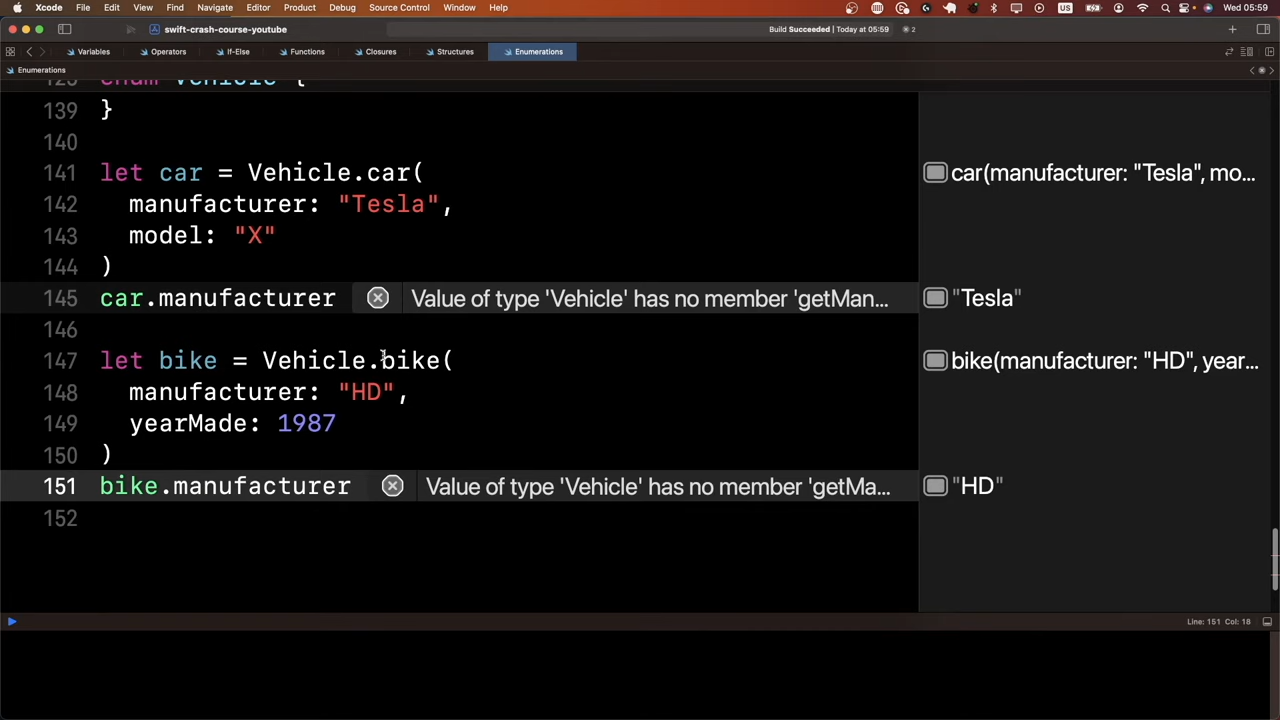 Xcode File Edit View Find Navigate Editor Product Debug Source Control Window Help Wed 05:59
swift-crash-course-youtube Build Succeeded | Today at 05:59 2
Variables Operators If-Else Functions Closures Structures Enumerations
Enumerations
enum Vehicle {
139 }
140
141 let car = Vehicle.car( car(manufacturer: "Tesla", mo...
142 manufacturer: "Tesla",
143 model: "X"
144 )
145 car.manufacturer Value of type 'Vehicle' has no member 'getMan... "Tesla"
146
147 let bike = Vehicle.bike( bike(manufacturer: "HD", year...
148 manufacturer: "HD",
149 yearMade: 1987
150 )
151 bike.manufacturer Value of type 'Vehicle' has no member 'getMa... "HD"
152
Line: 151 Col: 18